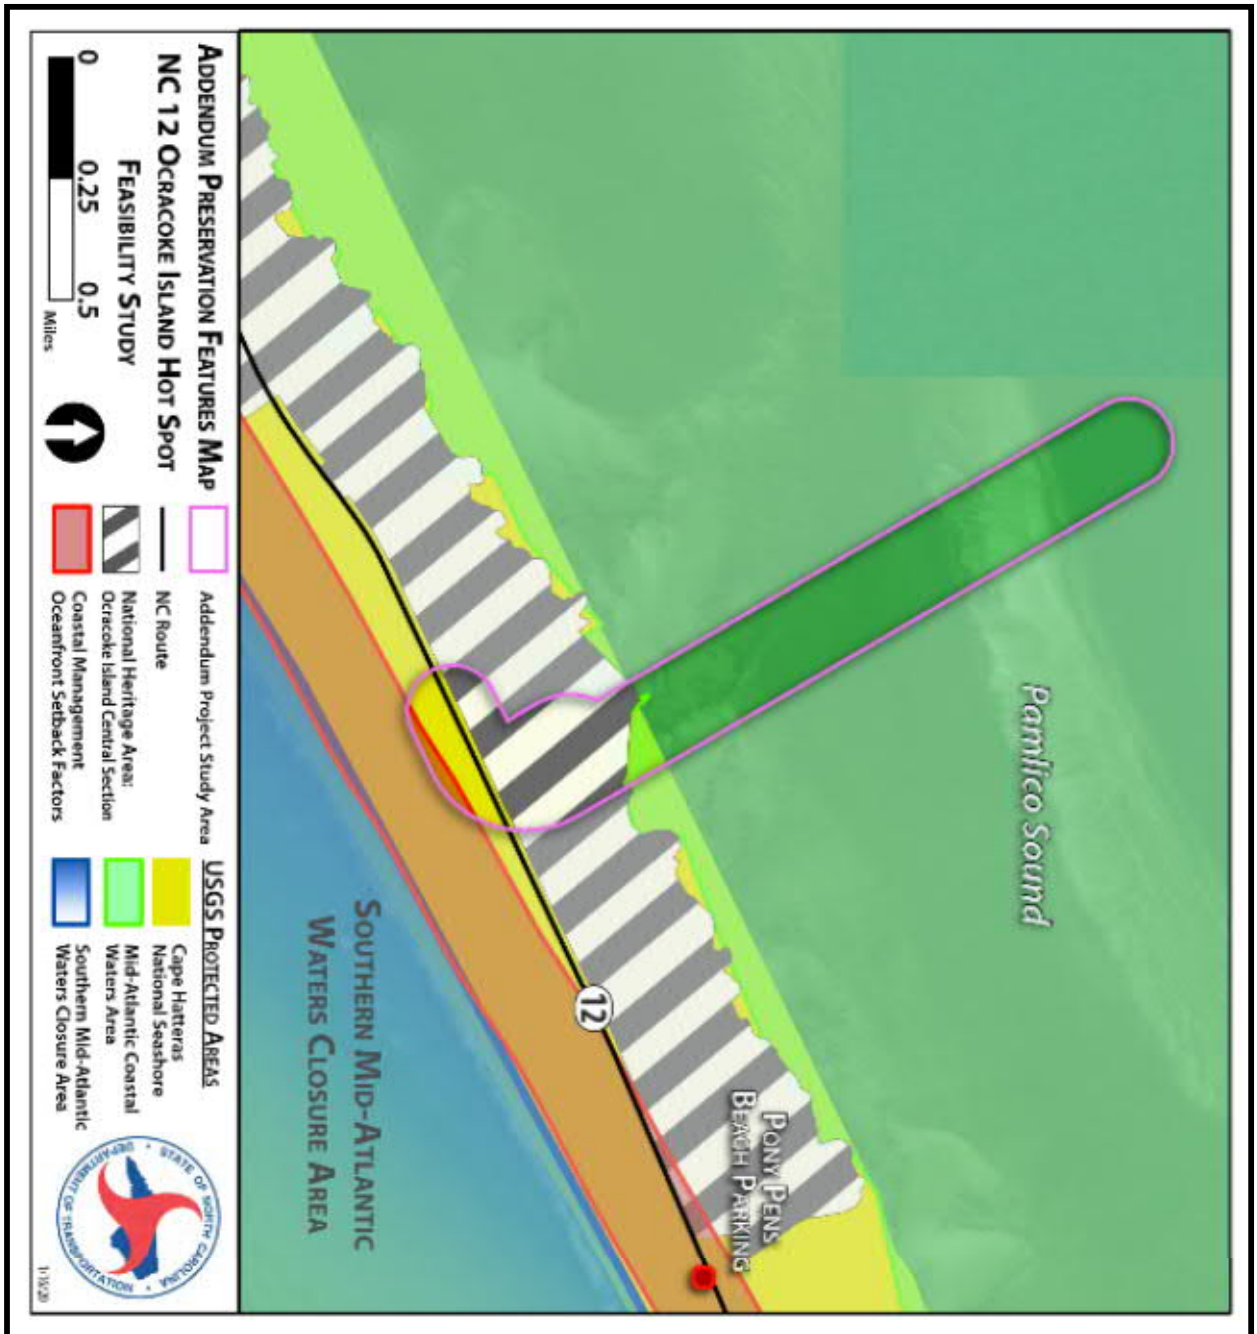 Pamlico Sound
Pony Pens
Beach Parking
12
Southern Mid-Atlantic
Waters Closure Area
Addendum Preservation Features Map
NC 12 Ocracoke Island Hot Spot
Feasibility Study
0 0.25 0.5
Miles
Addendum Project Study Area
NC Route
National Heritage Area:
Ocracoke Island Central Section
Coastal Management
Oceanfront Setback Factors
USGS Protected Areas
Cape Hatteras
National Seashore
Mid-Atlantic Coastal
Waters Area
Southern Mid-Atlantic
Waters Closure Area
STATE OF NORTH CAROLINA
DEPARTMENT OF TRANSPORTATION